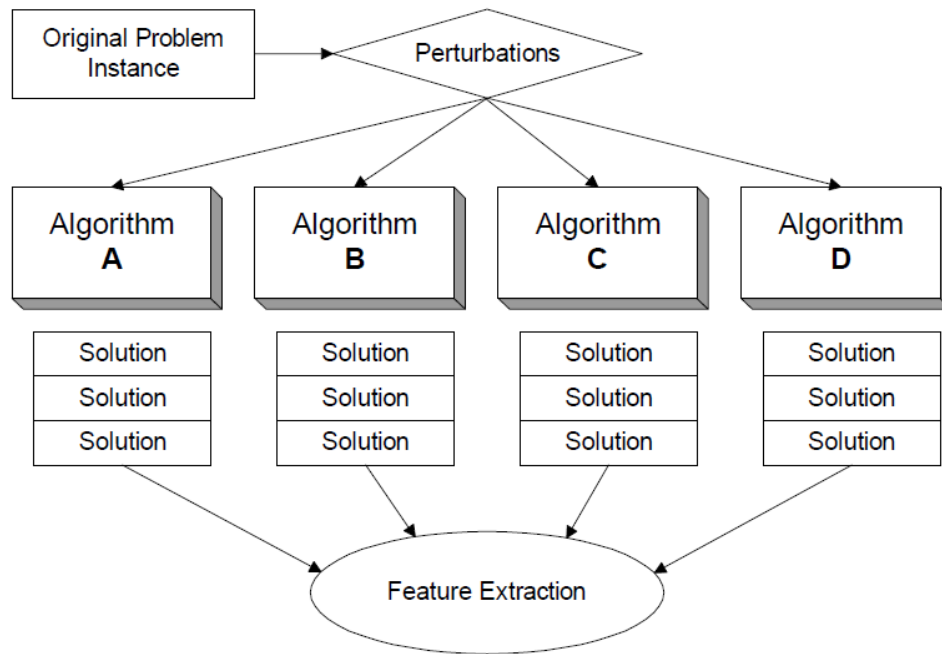 Original Problem
Instance
Perturbations
Algorithm
A
Algorithm
B
Algorithm
C
Algorithm
D
Solution
Solution
Solution
Solution
Solution
Solution
Solution
Solution
Solution
Solution
Solution
Solution
Feature Extraction